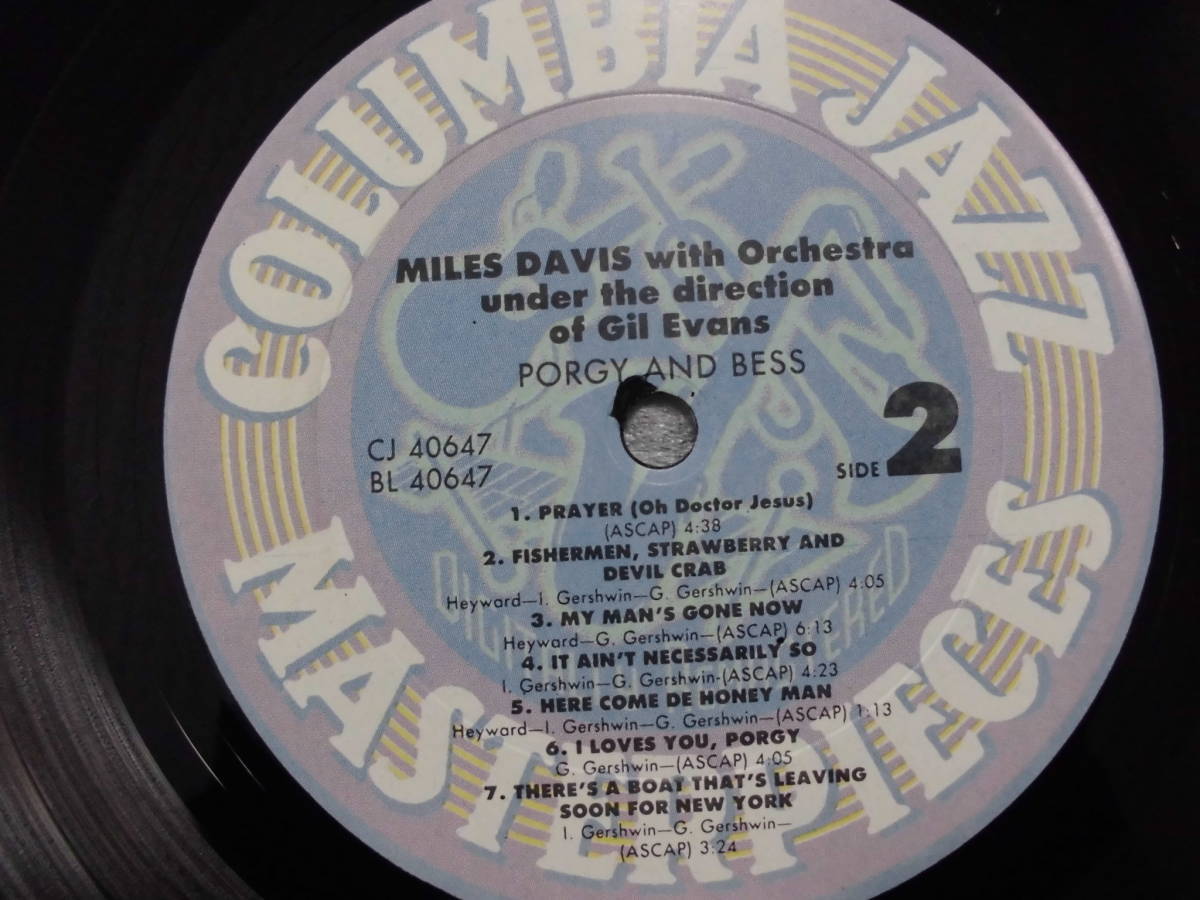 COLUMBIA JAZZ
MASTERPIECES
MILES DAVIS with Orchestra
under the direction
of Gil Evans
PORGY AND BESS
CJ 40647
BL 40647
SIDE 2
1. PRAYER (Oh Doctor Jesus)
(ASCAP) 4:38
2. FISHERMEN, STRAWBERRY AND
DEVIL CRAB
Heyward—I. Gershwin—G. Gershwin—(ASCAP) 4:05
3. MY MAN'S GONE NOW
Heyward—G. Gershwin—(ASCAP) 6:13
4. IT AIN'T NECESSARILY SO
I. Gershwin—G. Gershwin-(ASCAP) 4:23
5. HERE COME DE HONEY MAN
Heyward—I. Gershwin—G. Gershwin—(ASCAP) 1:13
6. I LOVES YOU, PORGY
G. Gershwin—(ASCAP) 4:05
7. THERE'S A BOAT THAT'S LEAVING
SOON FOR NEW YORK
I. Gershwin—G. Gershwin—
(ASCAP) 3:24